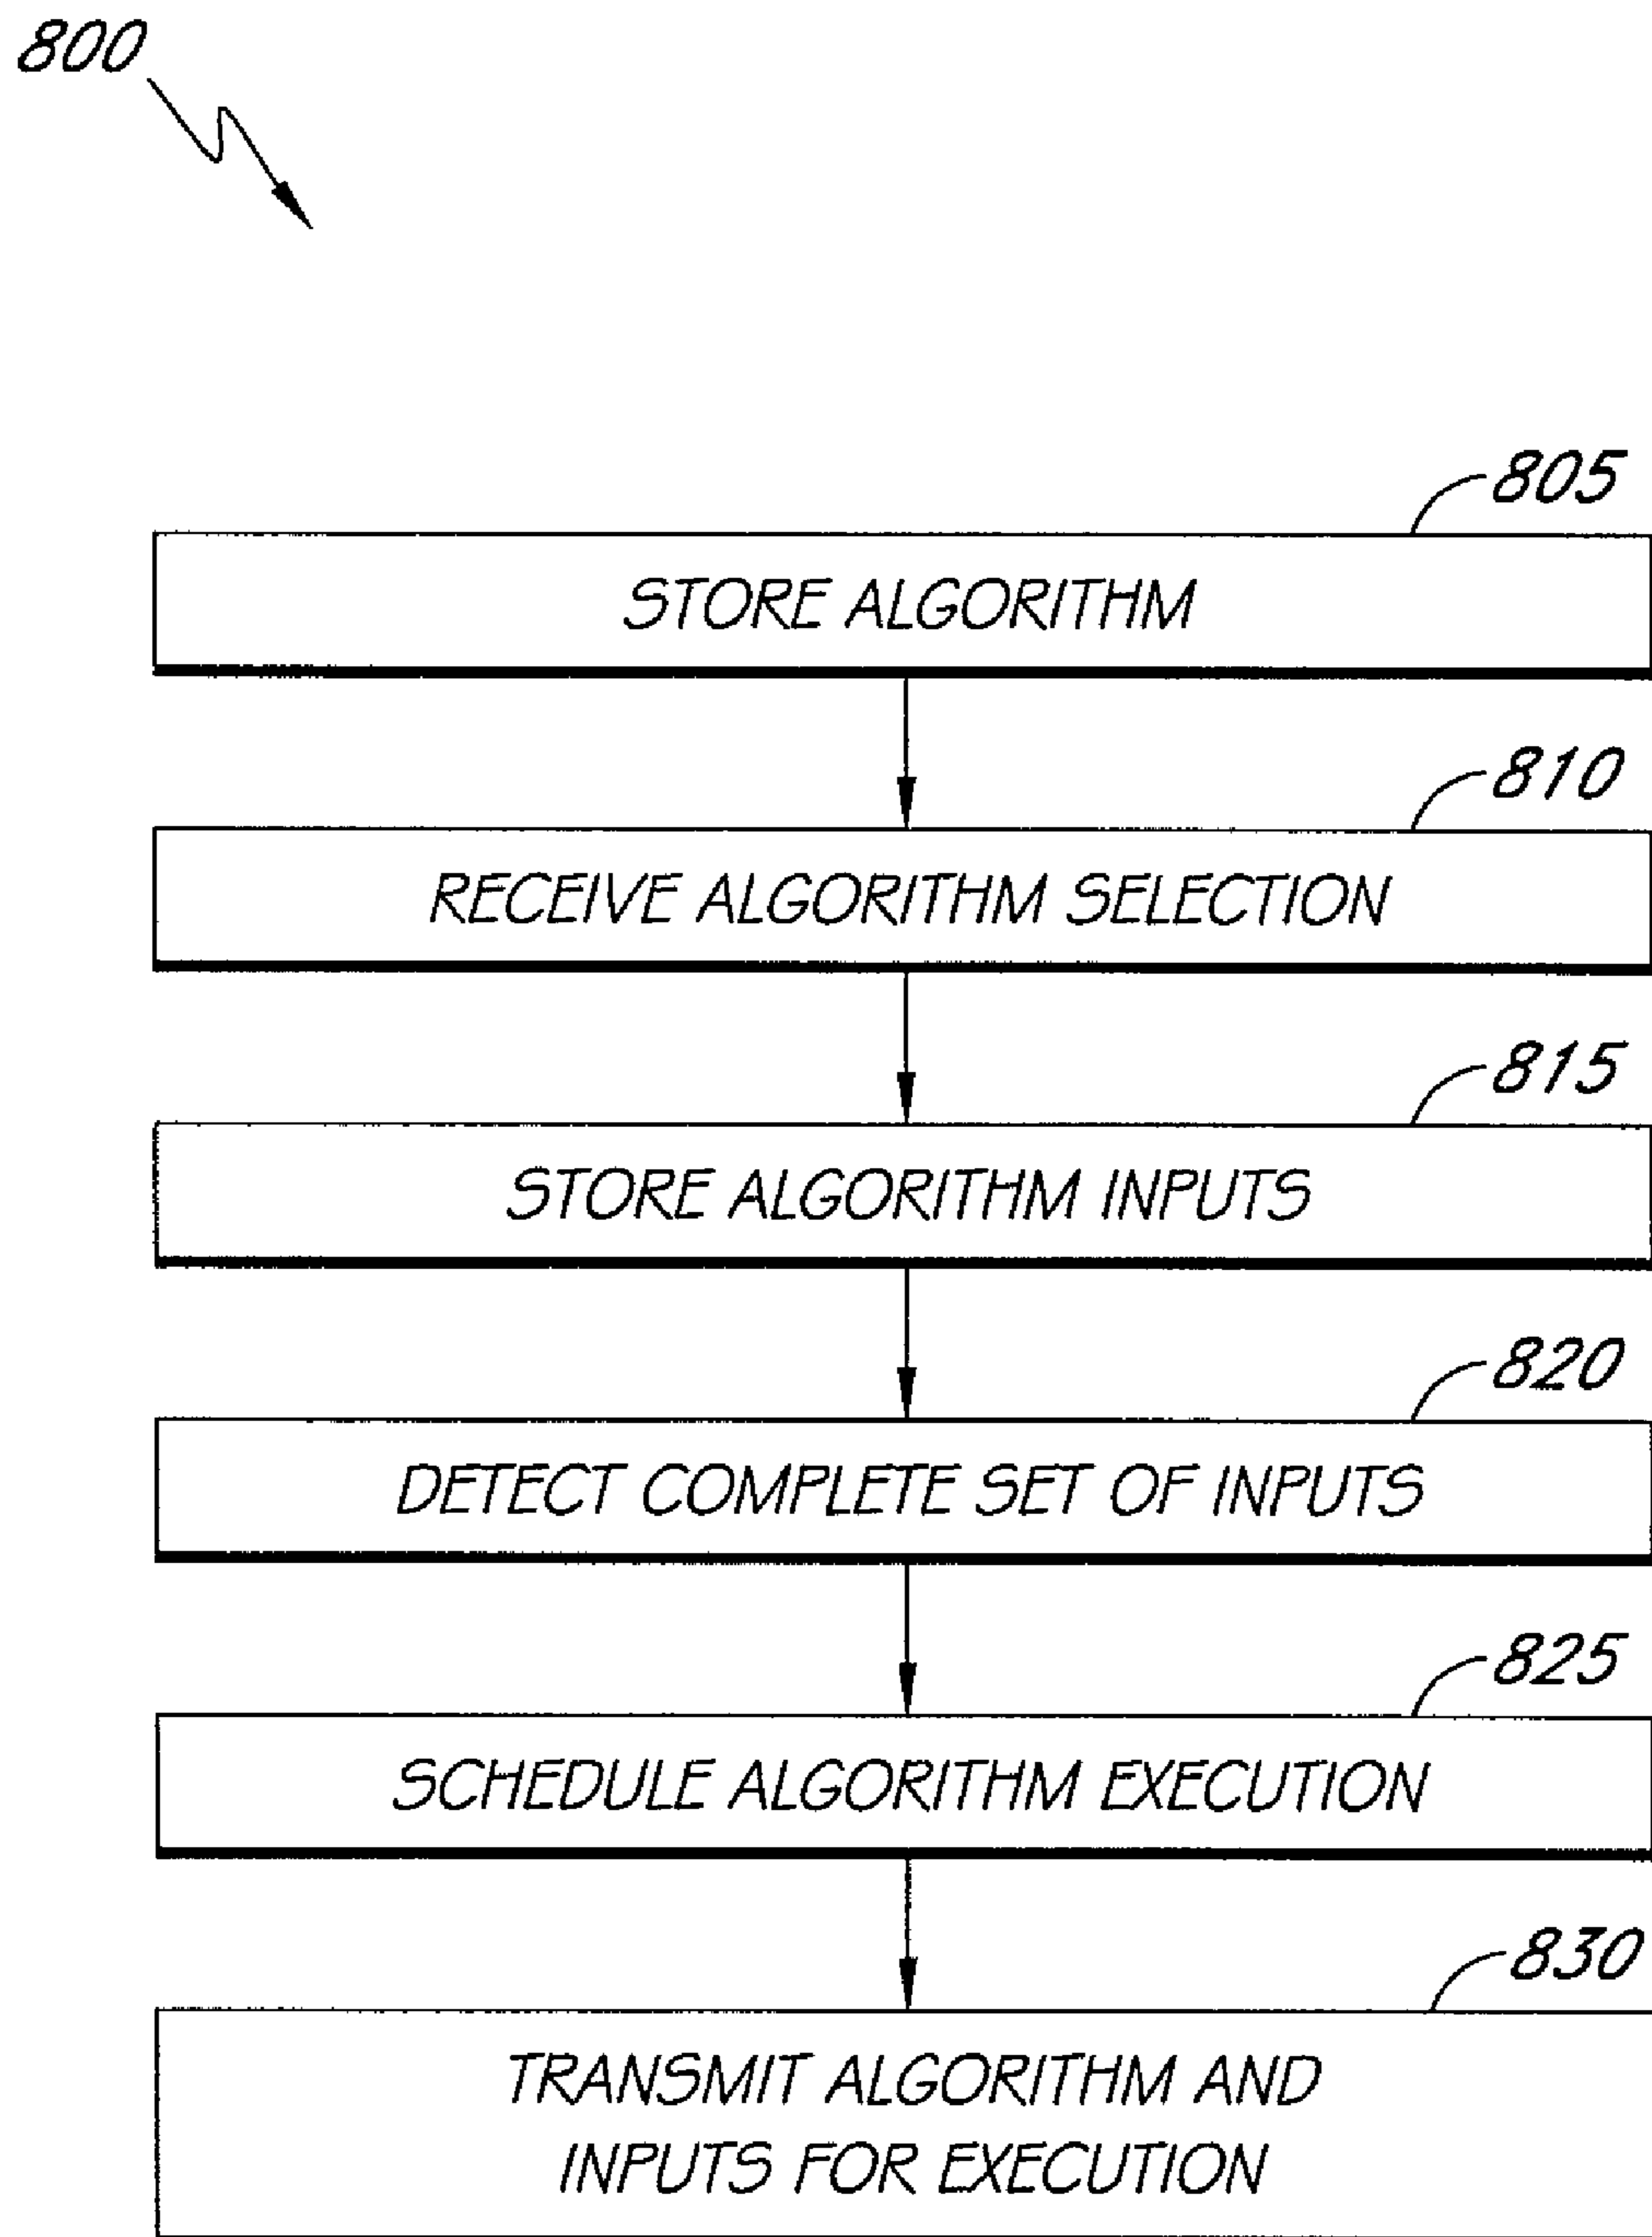 800
805
STORE ALGORITHM
810
RECEIVE ALGORITHM SELECTION
815
STORE ALGORITHM INPUTS
820
DETECT COMPLETE SET OF INPUTS
825
SCHEDULE ALGORITHM EXECUTION
830
TRANSMIT ALGORITHM AND
INPUTS FOR EXECUTION